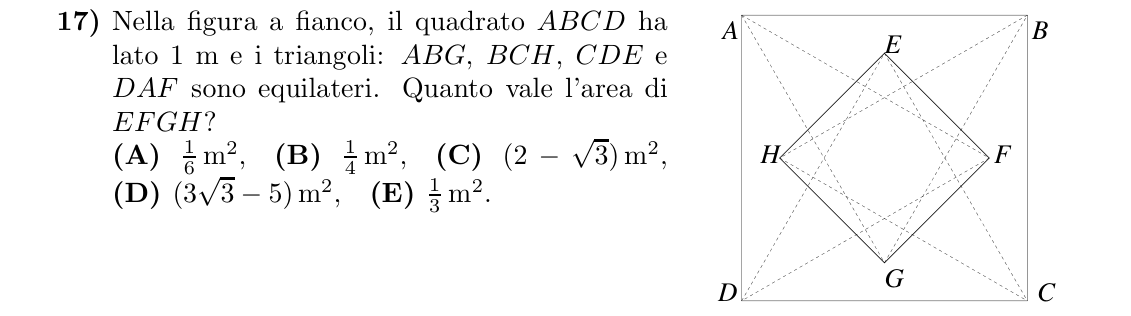 17) Nella figura a fianco, il quadrato ABCD ha
lato 1 m e i triangoli: ABG, BCH, CDE e
DAF sono equilateri. Quanto vale l'area di
EFGH?
(A) 1/6 m², (B) 1/4 m², (C) (2 − √3) m²,
(D) (3√3 − 5) m², (E) 1/3 m².
A
B
E
H
F
G
D
C